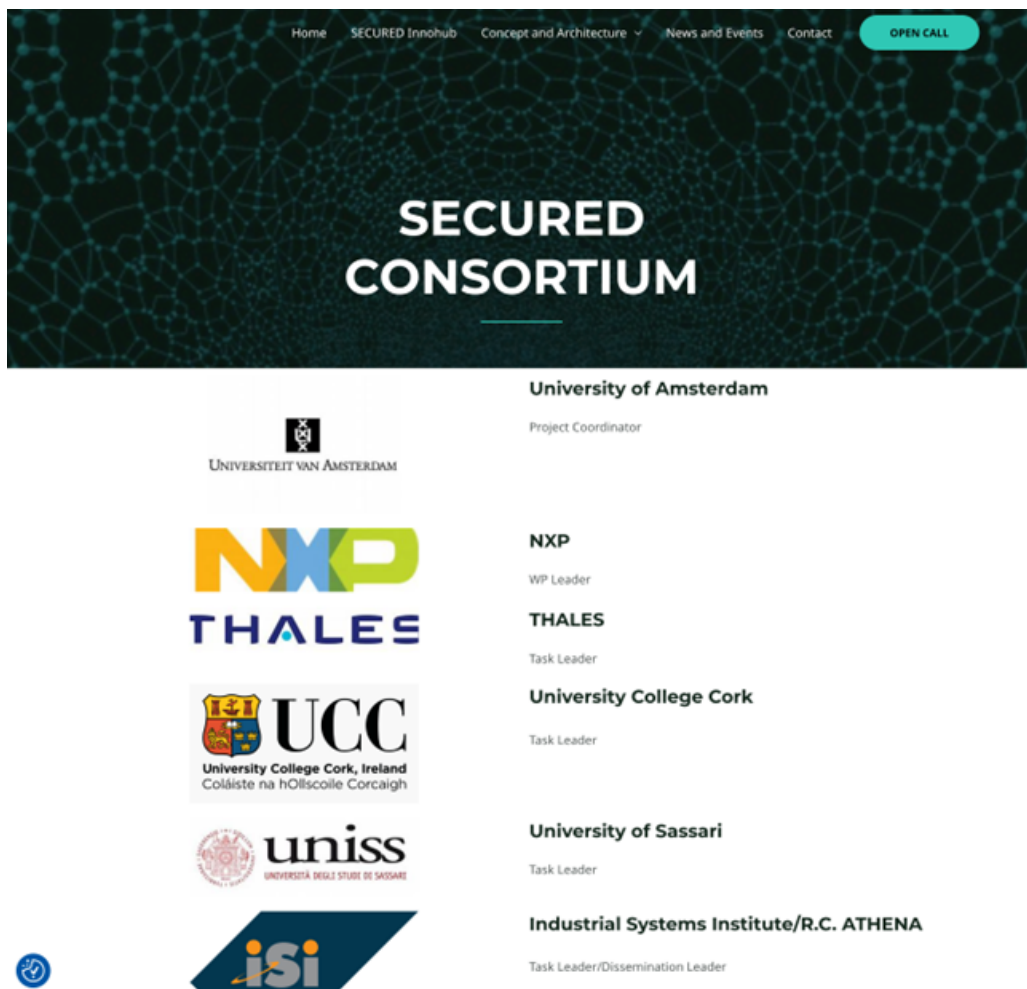 Home SECURED Innohub Concept and Architecture News and Events Contact OPEN CALL
SECURED
CONSORTIUM
University of Amsterdam
Project Coordinator
UNIVERSITEIT VAN AMSTERDAM
NXP
NXP
WP Leader
THALES
THALES
Task Leader
UCC
University College Cork, Ireland
Coláiste na hOllscoile Corcaigh
University College Cork
Task Leader
uniss
UNIVERSITÀ DEGLI STUDI DI SASSARI
University of Sassari
Task Leader
iSi
Industrial Systems Institute/R.C. ATHENA
Task Leader/Dissemination Leader